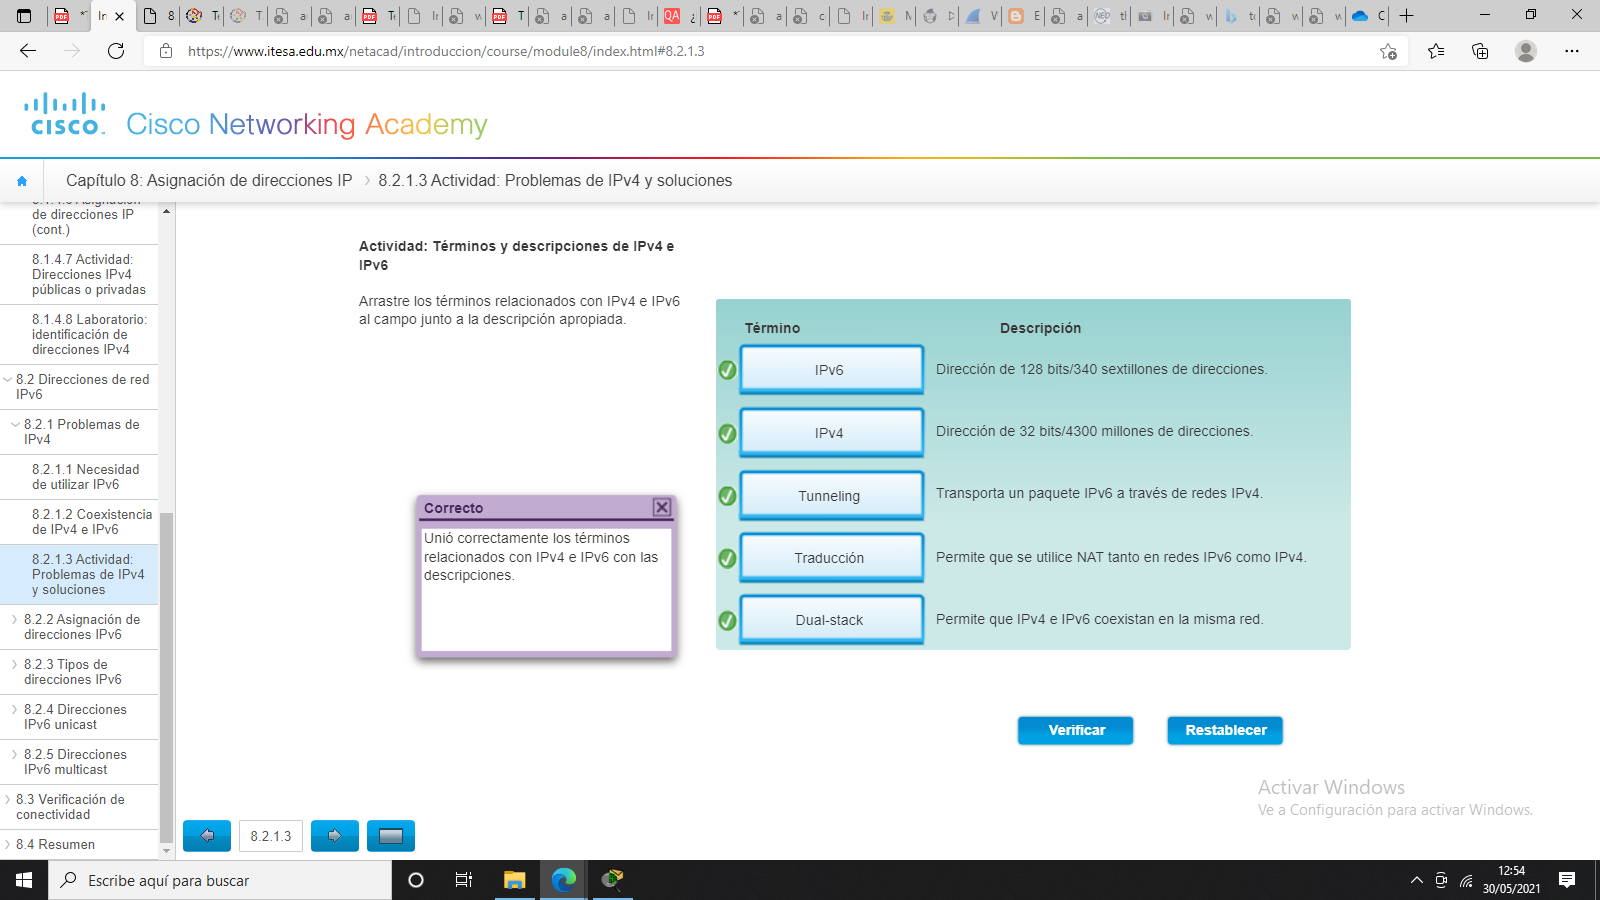 https://www.itesa.edu.mx/netacad/introduccion/course/module8/index.html#8.2.1.3
CISCO
Cisco Networking Academy
Capítulo 8: Asignación de direcciones IP
8.2.1.3 Actividad: Problemas de IPv4 y soluciones
de direcciones IP
(cont.)
8.1.4.7 Actividad:
Direcciones IPv4
públicas o privadas
8.1.4.8 Laboratorio:
identificación de
direcciones IPv4
8.2 Direcciones de red
IPv6
8.2.1 Problemas de
IPv4
8.2.1.1 Necesidad
de utilizar IPv6
8.2.1.2 Coexistencia
de IPv4 e IPv6
8.2.1.3 Actividad:
Problemas de IPv4
y soluciones
8.2.2 Asignación de
direcciones IPv6
8.2.3 Tipos de
direcciones IPv6
8.2.4 Direcciones
IPv6 unicast
8.2.5 Direcciones
IPv6 multicast
8.3 Verificación de
conectividad
8.4 Resumen
Actividad: Términos y descripciones de IPv4 e
IPv6
Arrastre los términos relacionados con IPv4 e IPv6
al campo junto a la descripción apropiada.
Correcto
Unió correctamente los términos
relacionados con IPv4 e IPv6 con las
descripciones.
Término Descripción
IPv6 Dirección de 128 bits/340 sextillones de direcciones.
IPv4 Dirección de 32 bits/4300 millones de direcciones.
Tunneling Transporta un paquete IPv6 a través de redes IPv4.
Traducción Permite que se utilice NAT tanto en redes IPv6 como IPv4.
Dual-stack Permite que IPv4 e IPv6 coexistan en la misma red.
Verificar Restablecer
Activar Windows
Ve a Configuración para activar Windows.
8.2.1.3
Escribe aquí para buscar
12:54
30/05/2021